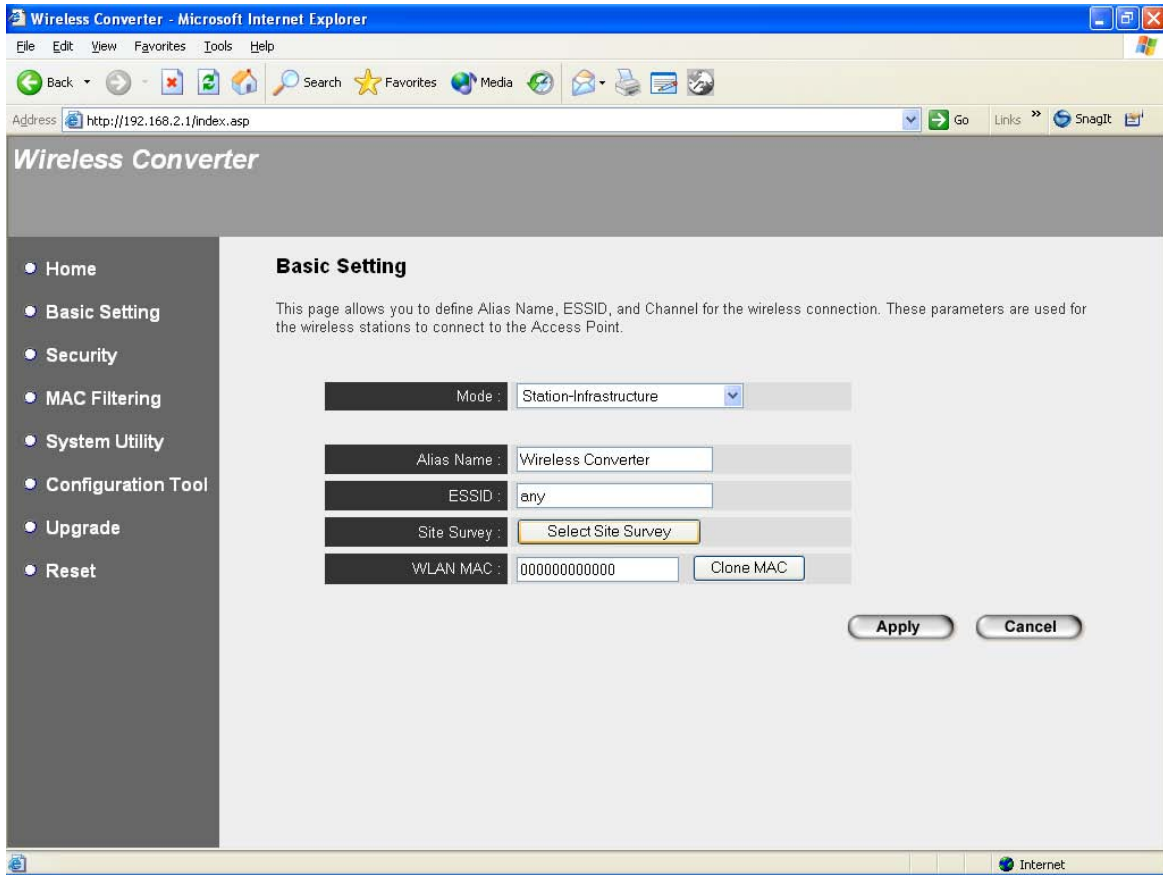 Wireless Converter - Microsoft Internet Explorer
File Edit View Favorites Tools Help
Back Search Favorites Media
Address http://192.168.2.1/index.asp Go Links » SnagIt
Wireless Converter
Home
Basic Setting
Security
MAC Filtering
System Utility
Configuration Tool
Upgrade
Reset
Basic Setting
This page allows you to define Alias Name, ESSID, and Channel for the wireless connection. These parameters are used for
the wireless stations to connect to the Access Point.
Mode : Station-Infrastructure
Alias Name : Wireless Converter
ESSID : any
Site Survey : Select Site Survey
WLAN MAC : 000000000000 Clone MAC
Apply Cancel
Internet